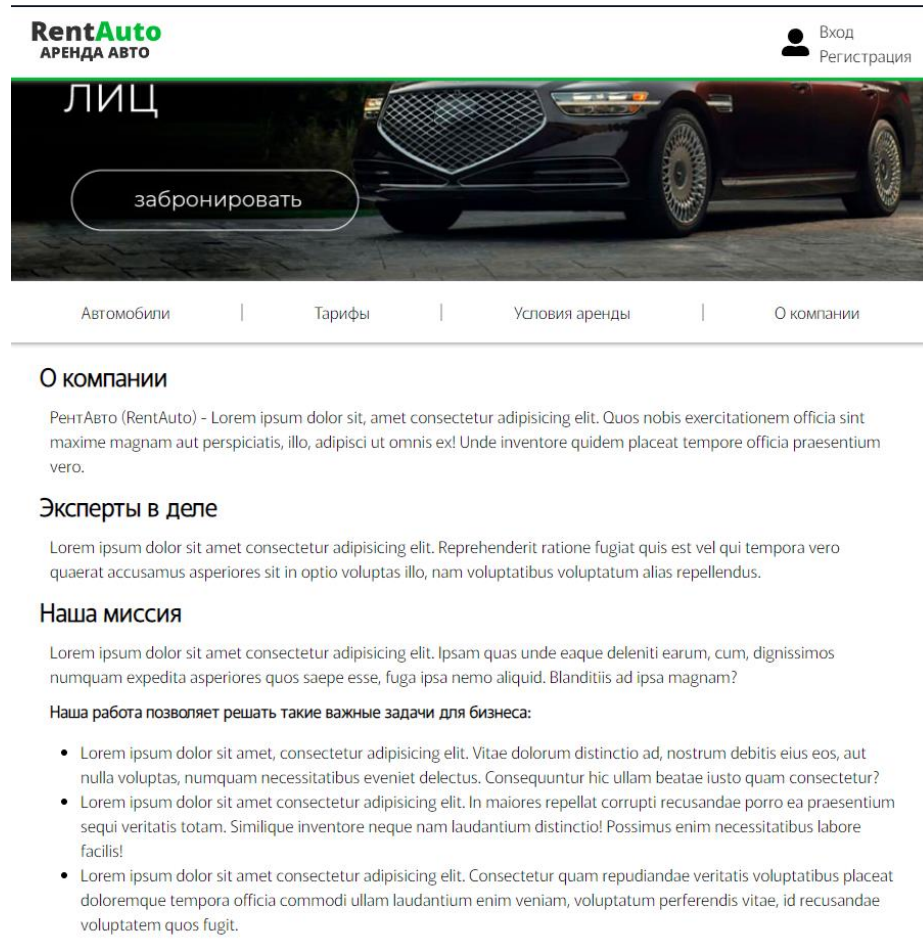 RentAuto
АРЕНДА АВТО
Вход
Регистрация
ЛИЦ
забронировать
Автомобили | Тарифы | Условия аренды | О компании
О компании
РентАвто (RentAuto) - Lorem ipsum dolor sit, amet consectetur adipisicing elit. Quos nobis exercitationem officia sint
maxime magnam aut perspiciatis, illo, adipisci ut omnis ex! Unde inventore quidem placeat tempore officia praesentium
vero.
Эксперты в деле
Lorem ipsum dolor sit amet consectetur adipisicing elit. Reprehenderit ratione fugiat quis est vel qui tempora vero
quaerat accusamus asperiores sit in optio voluptas illo, nam voluptatibus voluptatum alias repellendus.
Наша миссия
Lorem ipsum dolor sit amet consectetur adipisicing elit. Ipsam quas unde eaque deleniti earum, cum, dignissimos
numquam expedita asperiores quos saepe esse, fuga ipsa nemo aliquid. Blanditiis ad ipsa magnam?
Наша работа позволяет решать такие важные задачи для бизнеса:
• Lorem ipsum dolor sit amet, consectetur adipisicing elit. Vitae dolorum distinctio ad, nostrum debitis eius eos, aut
nulla voluptas, numquam necessitatibus eveniet delectus. Consequuntur hic ullam beatae iusto quam consectetur?
• Lorem ipsum dolor sit amet consectetur adipisicing elit. In maiores repellat corrupti recusandae porro ea praesentium
sequi veritatis totam. Similique inventore neque nam laudantium distinctio! Possimus enim necessitatibus labore
facilis!
• Lorem ipsum dolor sit amet consectetur adipisicing elit. Consectetur quam repudiandae veritatis voluptatibus placeat
doloremque tempora officia commodi ullam laudantium enim veniam, voluptatum perferendis vitae, id recusandae
voluptatem quos fugit.